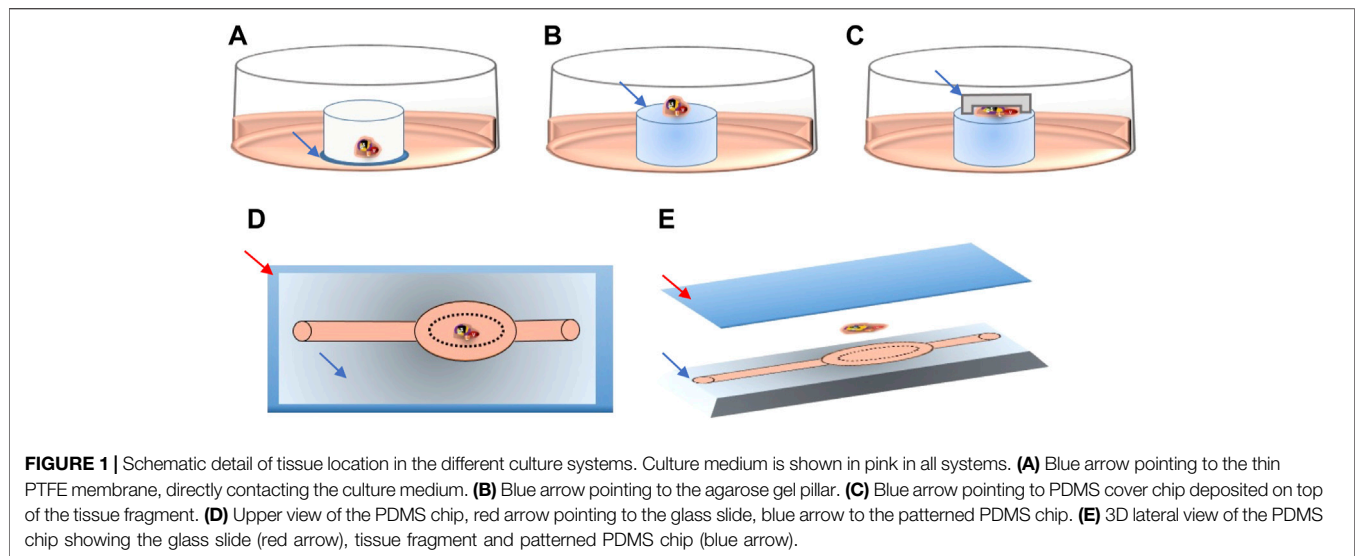 A
B
C
D
E
FIGURE 1 | Schematic detail of tissue location in the different culture systems. Culture medium is shown in pink in all systems. (A) Blue arrow pointing to the thin
PTFE membrane, directly contacting the culture medium. (B) Blue arrow pointing to the agarose gel pillar. (C) Blue arrow pointing to PDMS cover chip deposited on top
of the tissue fragment. (D) Upper view of the PDMS chip, red arrow pointing to the glass slide, blue arrow to the patterned PDMS chip. (E) 3D lateral view of the PDMS
chip showing the glass slide (red arrow), tissue fragment and patterned PDMS chip (blue arrow).